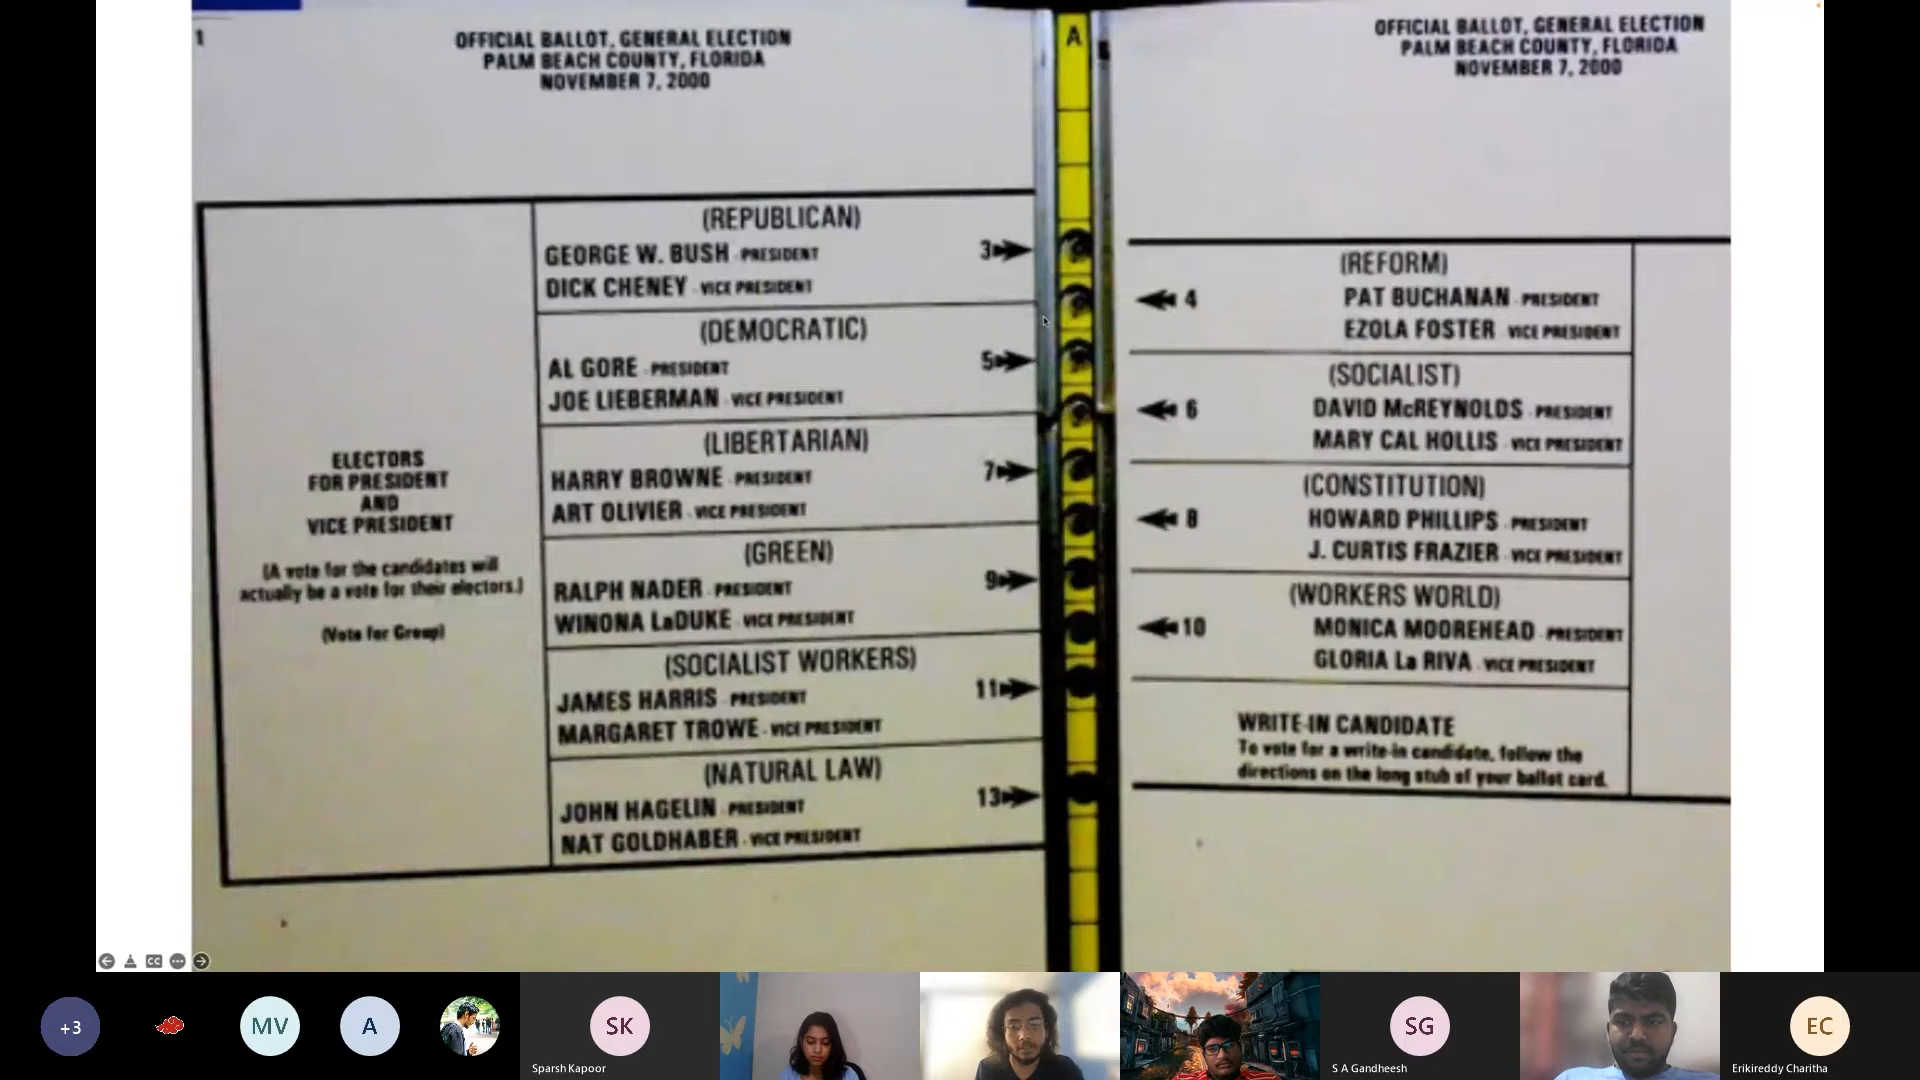 1
OFFICIAL BALLOT, GENERAL ELECTION
PALM BEACH COUNTY, FLORIDA
NOVEMBER 7, 2000
ELECTORS
FOR PRESIDENT
AND
VICE PRESIDENT
(A vote for the candidates will
actually be a vote for their electors.)
(Vote for Group)
(REPUBLICAN)
GEORGE W. BUSH - PRESIDENT
DICK CHENEY - VICE PRESIDENT
3
(DEMOCRATIC)
AL GORE - PRESIDENT
JOE LIEBERMAN - VICE PRESIDENT
5
(LIBERTARIAN)
HARRY BROWNE - PRESIDENT
ART OLIVIER - VICE PRESIDENT
7
(GREEN)
RALPH NADER - PRESIDENT
WINONA LaDUKE - VICE PRESIDENT
9
(SOCIALIST WORKERS)
JAMES HARRIS - PRESIDENT
MARGARET TROWE - VICE PRESIDENT
11
(NATURAL LAW)
JOHN HAGELIN - PRESIDENT
NAT GOLDHABER - VICE PRESIDENT
13
A
OFFICIAL BALLOT, GENERAL ELECTION
PALM BEACH COUNTY, FLORIDA
NOVEMBER 7, 2000
(REFORM)
4 PAT BUCHANAN - PRESIDENT
EZOLA FOSTER - VICE PRESIDENT
(SOCIALIST)
6 DAVID McREYNOLDS - PRESIDENT
MARY CAL HOLLIS - VICE PRESIDENT
(CONSTITUTION)
8 HOWARD PHILLIPS - PRESIDENT
J. CURTIS FRAZIER - VICE PRESIDENT
(WORKERS WORLD)
10 MONICA MOOREHEAD - PRESIDENT
GLORIA La RIVA - VICE PRESIDENT
WRITE-IN CANDIDATE
To vote for a write-in candidate, follow the
directions on the long stub of your ballot card.
CC
+3
MV
A
SK
Sparsh Kapoor
SG
S A Gandheesh
EC
Erikireddy Charitha